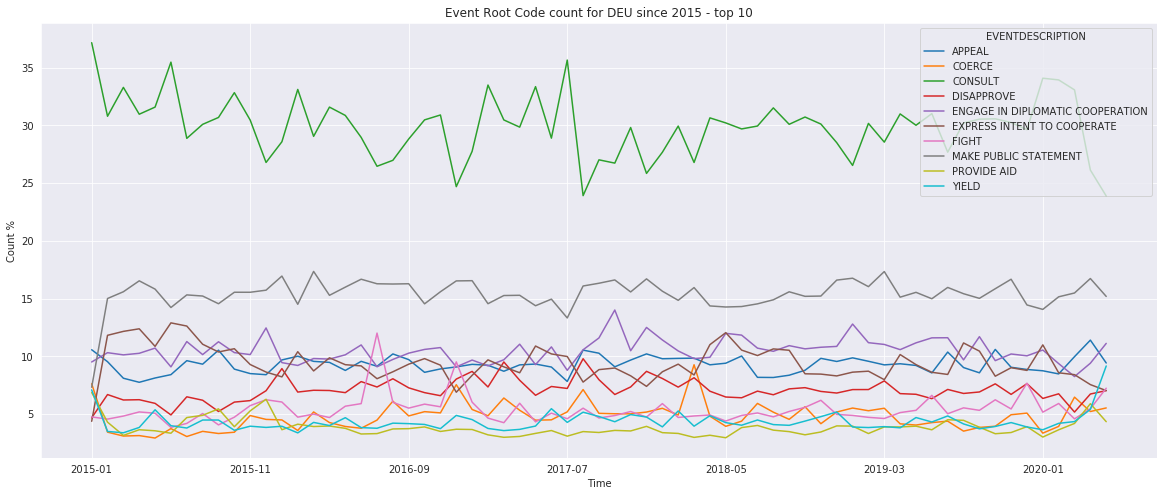 Event Root Code count for DEU since 2015 - top 10
EVENTDESCRIPTION
APPEAL
COERCE
CONSULT
DISAPPROVE
ENGAGE IN DIPLOMATIC COOPERATION
EXPRESS INTENT TO COOPERATE
FIGHT
MAKE PUBLIC STATEMENT
PROVIDE AID
YIELD
Count %
35
30
25
20
15
10
5
2015-01
2015-11
2016-09
2017-07
2018-05
2019-03
2020-01
Time